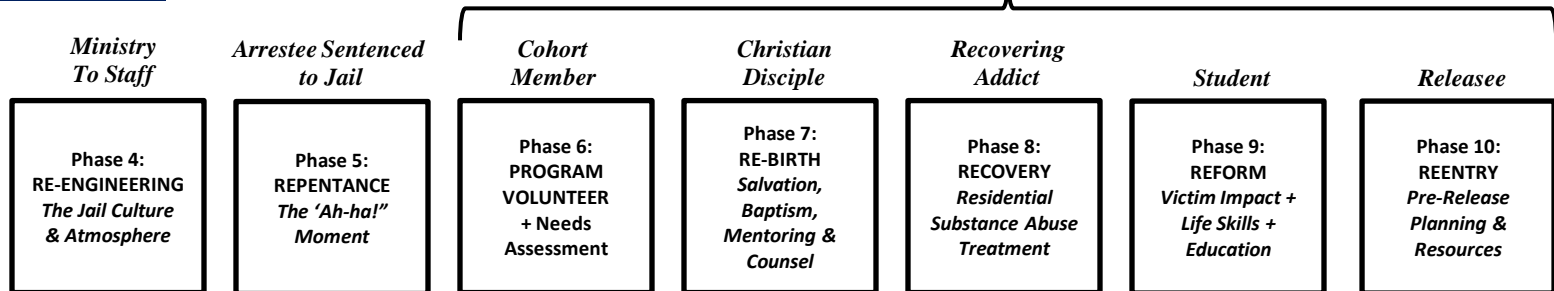 Ministry
To Staff
Arrestee Sentenced
to Jail
Cohort
Member
Christian
Disciple
Recovering
Addict
Student
Releasee
Phase 4:
RE-ENGINEERING
The Jail Culture
& Atmosphere
Phase 5:
REPENTANCE
The ‘Ah-ha!”
Moment
Phase 6:
PROGRAM
VOLUNTEER
+ Needs
Assessment
Phase 7:
RE-BIRTH
Salvation,
Baptism,
Mentoring &
Counsel
Phase 8:
RECOVERY
Residential
Substance Abuse
Treatment
Phase 9:
REFORM
Victim Impact +
Life Skills +
Education
Phase 10:
REENTRY
Pre-Release
Planning &
Resources